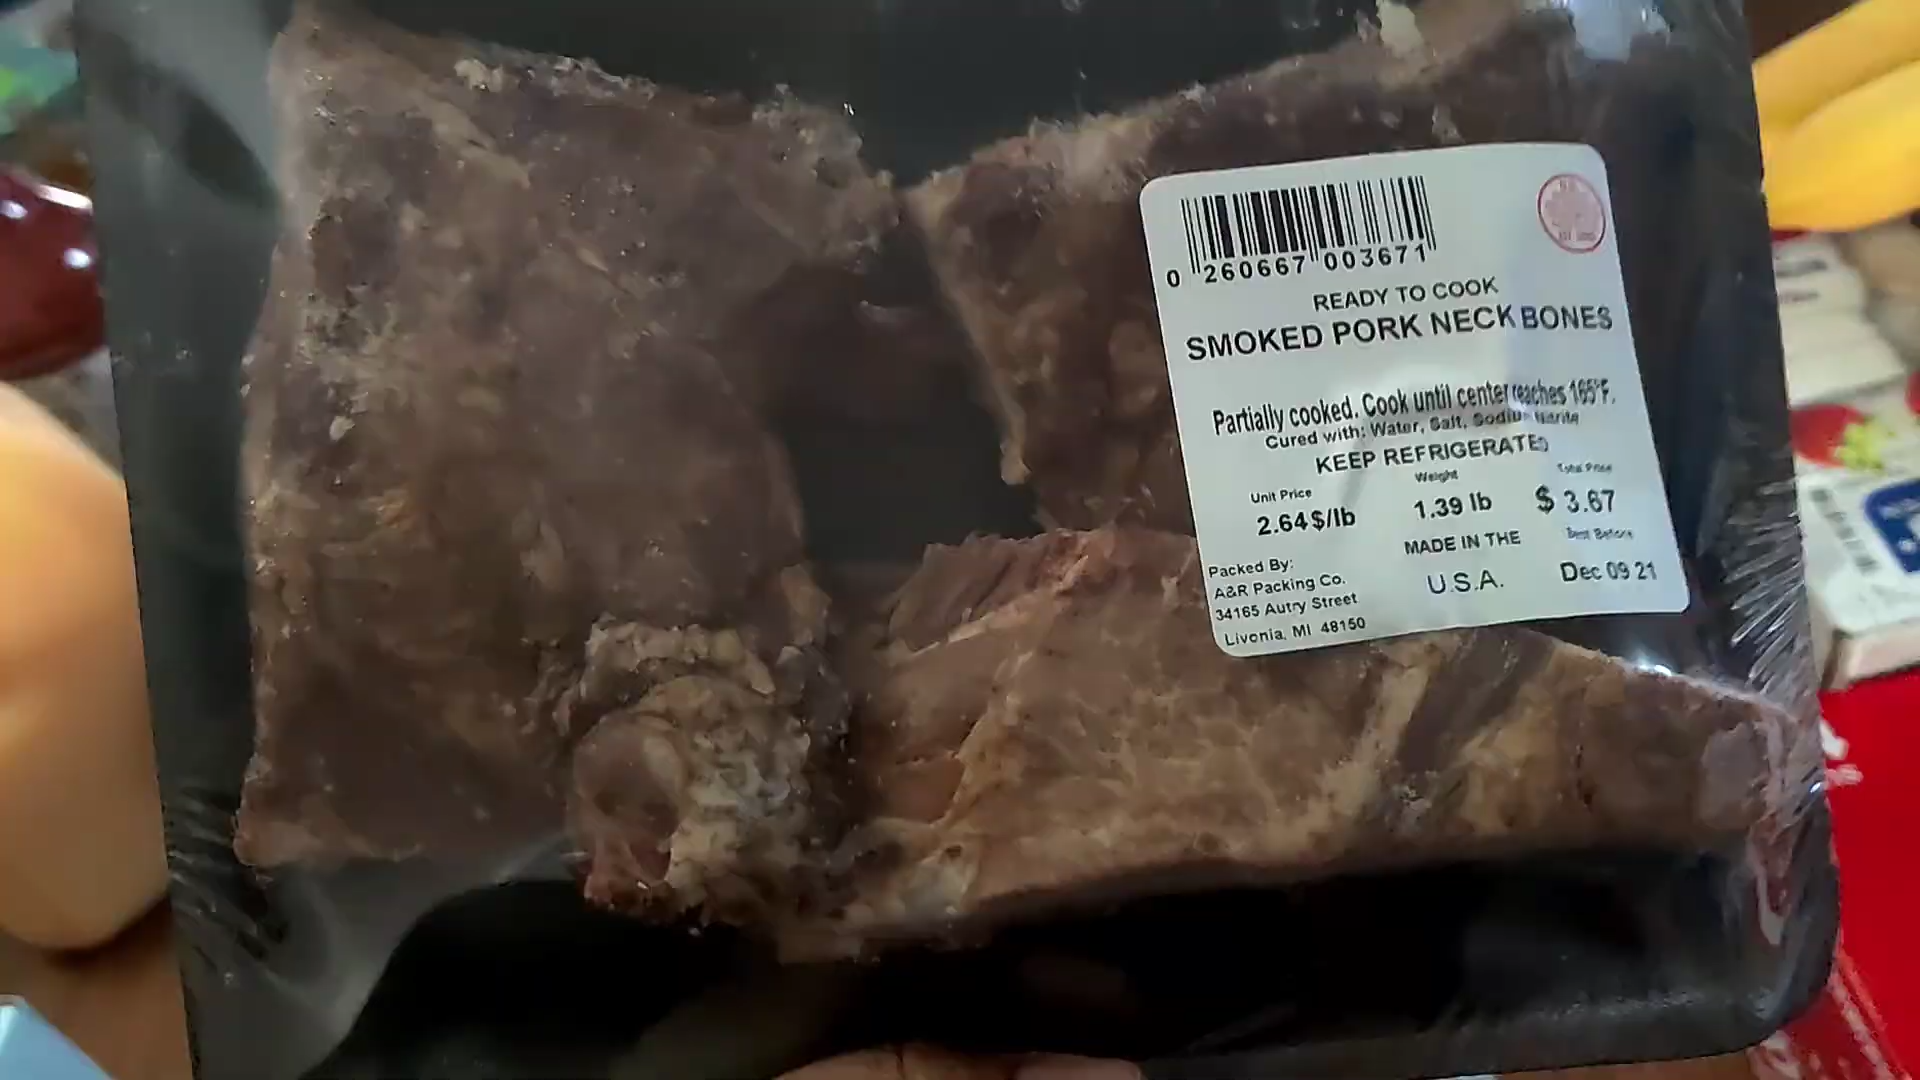 0 260667 003671
READY TO COOK
SMOKED PORK NECK BONES
Partially cooked. Cook until center reaches 165°F.
Cured with: Water, Salt, Sodium Nitrite
KEEP REFRIGERATED
Unit Price Weight Total Price
2.64 $/lb 1.39 lb $ 3.67
Packed By:
A&R Packing Co.
34165 Autry Street
Livonia, MI 48150
MADE IN THE
U.S.A.
Best Before
Dec 09 21